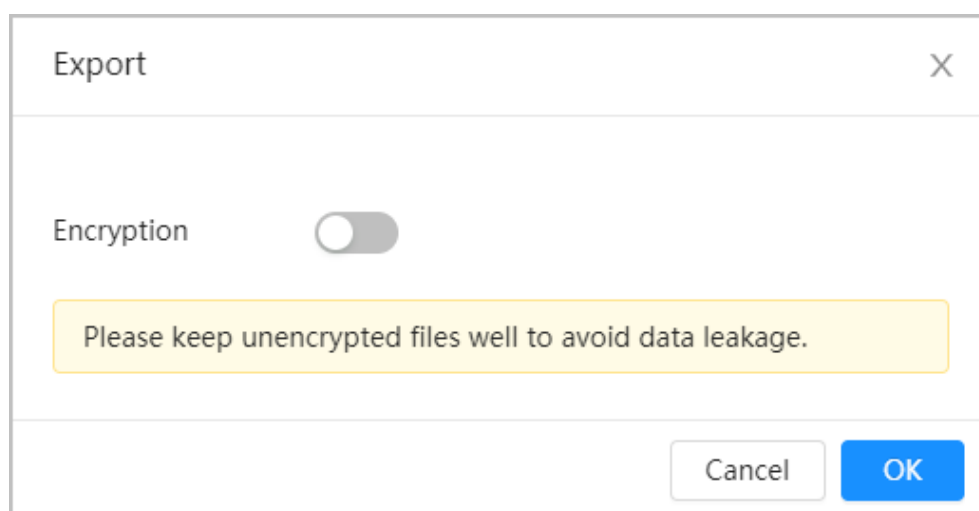 Export X
Encryption
Please keep unencrypted files well to avoid data leakage.
Cancel OK